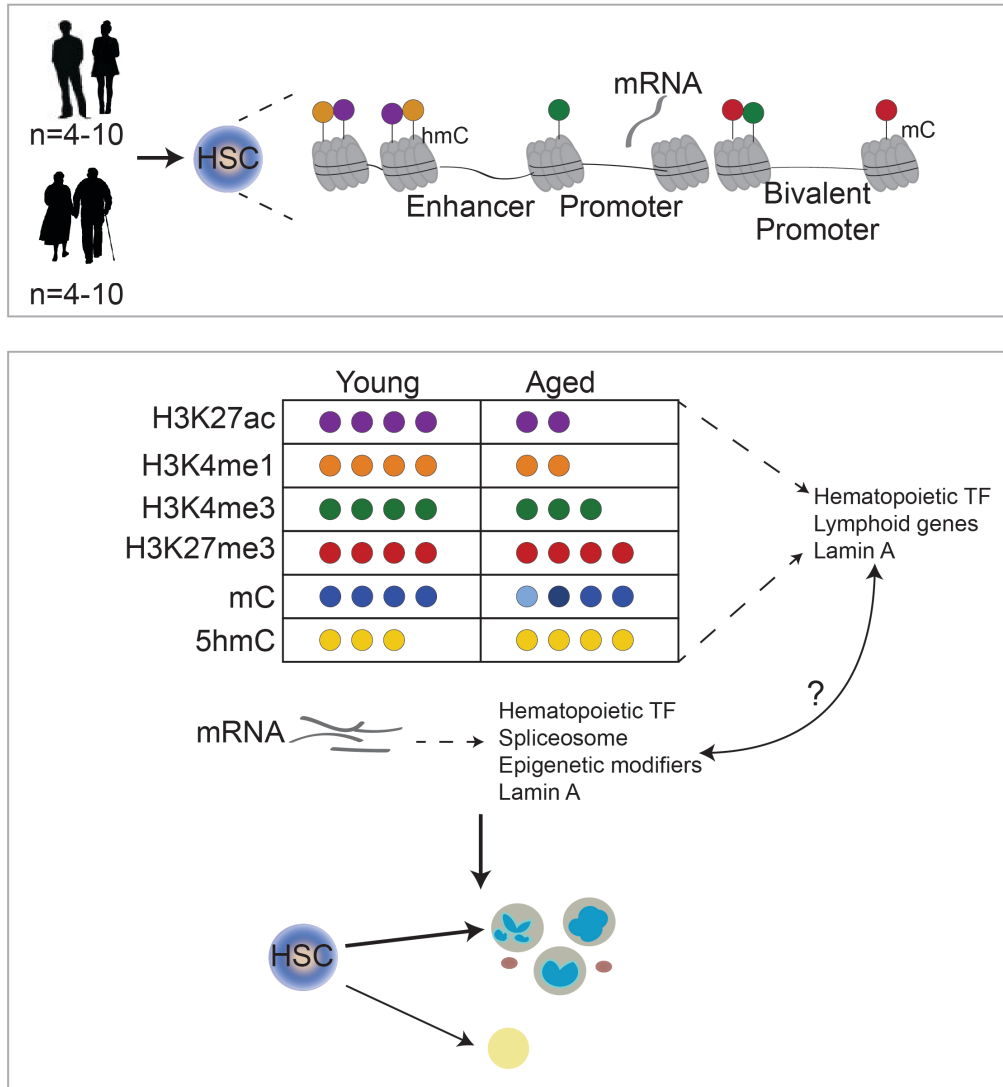 n=4-10
n=4-10
HSC
mRNA
hmC
mC
Enhancer
Promoter
Bivalent
Promoter
Young
Aged
H3K27ac
H3K4me1
H3K4me3
H3K27me3
mC
5hmC
Hematopoietic TF
Lymphoid genes
Lamin A
?
mRNA
Hematopoietic TF
Spliceosome
Epigenetic modifiers
Lamin A
HSC